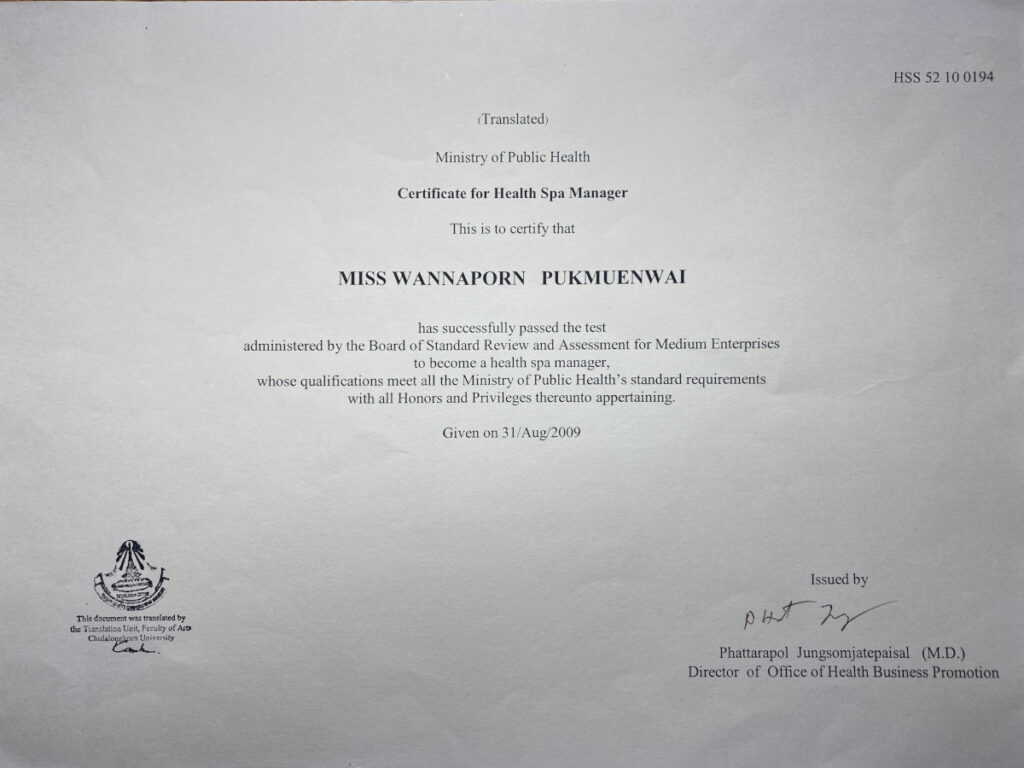 HSS 52 10 0194
(Translated)
Ministry of Public Health
Certificate for Health Spa Manager
This is to certify that
MISS WANNAPORN PUKMUENWAI
has successfully passed the test
administered by the Board of Standard Review and Assessment for Medium Enterprises
to become a health spa manager,
whose qualifications meet all the Ministry of Public Health's standard requirements
with all Honors and Privileges thereunto appertaining.
Given on 31/Aug/2009
This document was translated by
the Translation Unit, Faculty of Arts
Chulalongkorn University
Issued by
Phattarapol Jungsomjatepaisal (M.D.)
Director of Office of Health Business Promotion